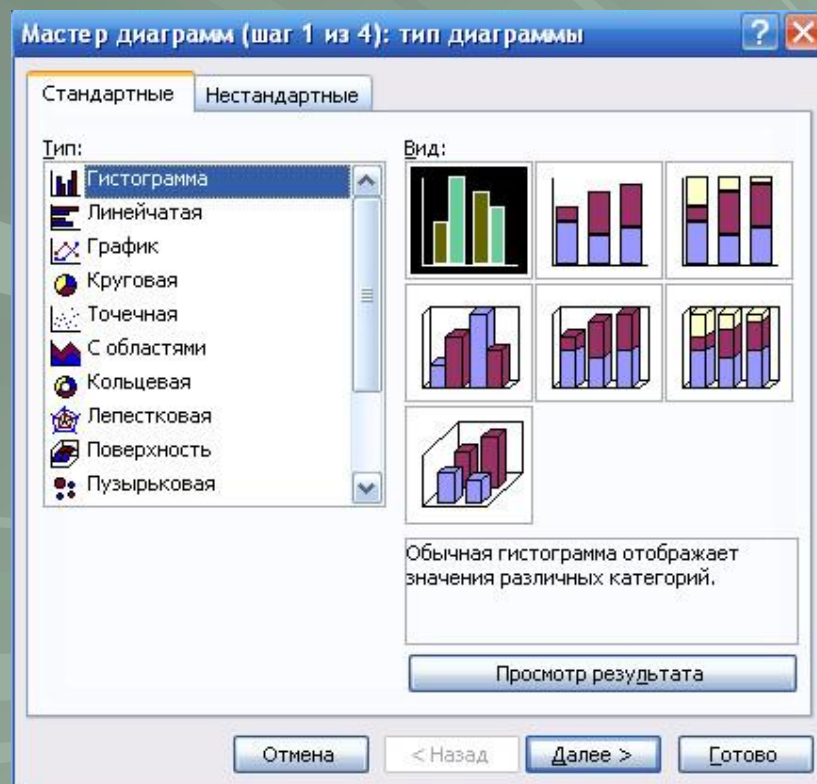 Мастер диаграмм (шаг 1 из 4): тип диаграммы
Стандартные
Нестандартные
Тип:
Гистограмма
Линейчатая
График
Круговая
Точечная
С областями
Кольцевая
Лепестковая
Поверхность
Пузырьковая
Вид:
Обычная гистограмма отображает
значения различных категорий.
Просмотр результата
Отмена
< Назад
Далее >
Готово